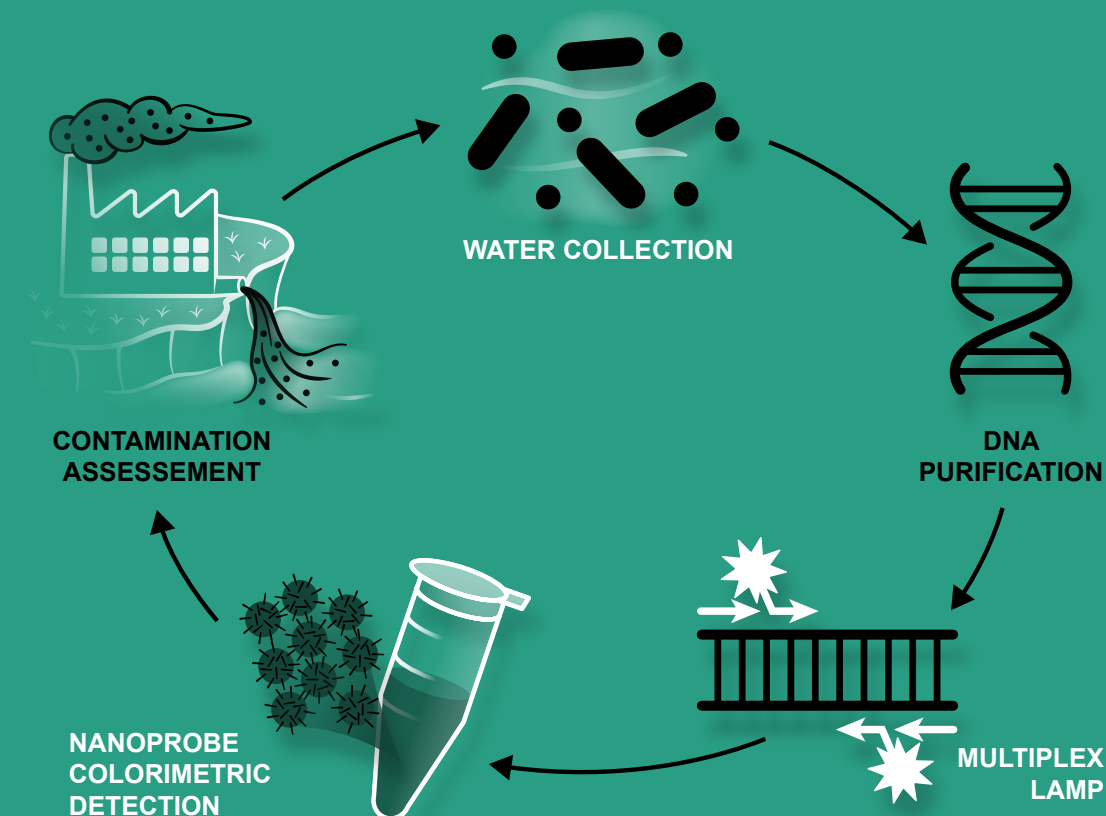 WATER COLLECTION
DNA
PURIFICATION
MULTIPLEX
LAMP
NANOPROBE
COLORIMETRIC
DETECTION
CONTAMINATION
ASSESSEMENT